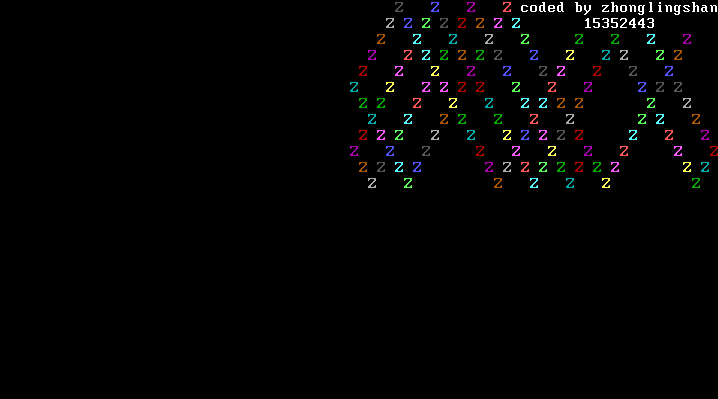 Z Z Z Z coded by zhonglingshan
Z Z Z Z Z Z Z Z 15352443
Z Z Z Z Z Z Z Z Z
Z Z Z Z Z Z Z Z Z Z Z Z Z
Z Z Z Z Z Z Z Z Z Z
Z Z Z Z Z Z Z Z Z Z Z Z
Z Z Z Z Z Z Z Z Z Z Z
Z Z Z Z Z Z Z Z Z Z
Z Z Z Z Z Z Z Z Z Z Z Z Z
Z Z Z Z Z Z Z Z Z Z
Z Z Z Z Z Z Z Z Z Z Z Z Z Z
Z Z Z Z Z Z Z